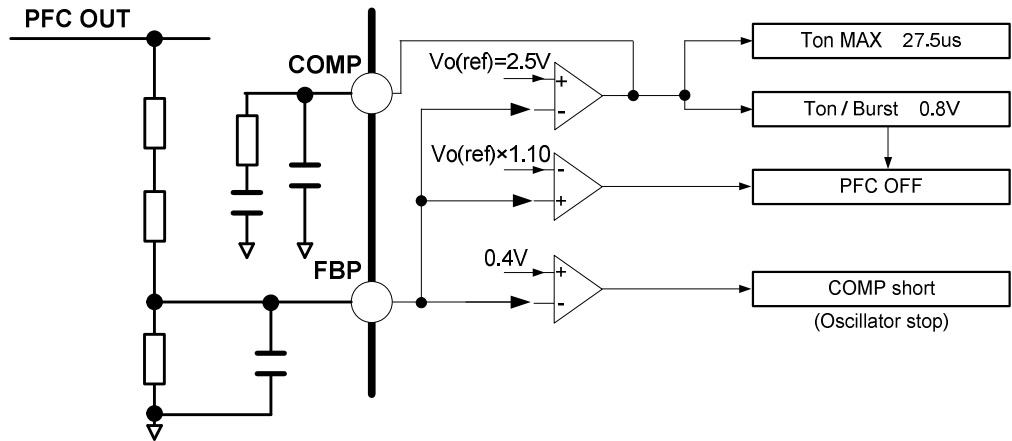 PFC OUT
COMP
Vo(ref)=2.5V
+
-
Ton MAX 27.5us
Ton / Burst 0.8V
Vo(ref)×1.10
-
+
PFC OFF
FBP
0.4V
+
-
COMP short
(Oscillator stop)